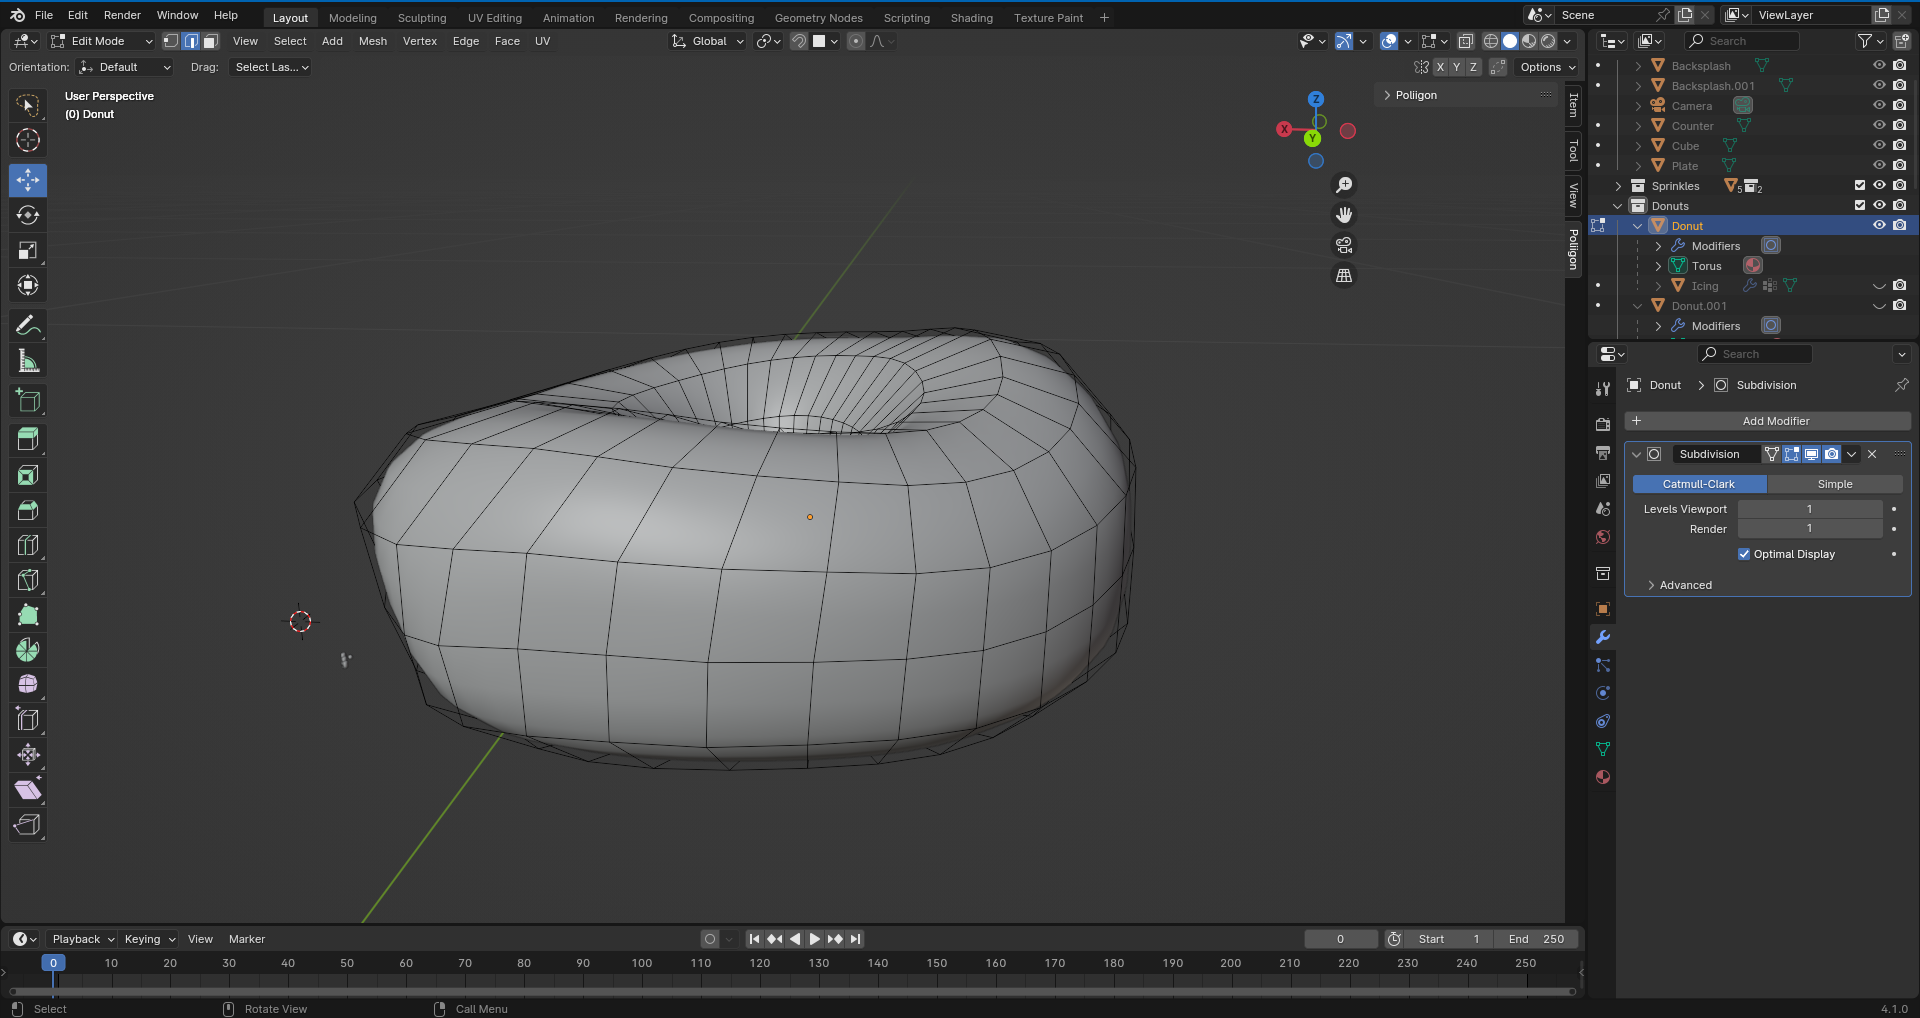 File Edit Render Window Help Layout Modeling Sculpting UV Editing Animation Rendering Compositing Geometry Nodes Scripting Shading Texture Paint + Scene ViewLayer
Edit Mode View Select Add Mesh Vertex Edge Face UV Global Search
Orientation: Default Drag: Select Las... X Y Z Options
User Perspective
(0) Donut
Z
X
Y
Poliigon
Item
Tool
View
Poliigon
Backsplash
Backsplash.001
Camera
Counter
Cube
Plate
Sprinkles 5 2
Donuts
Donut
Modifiers
Torus
Icing
Donut.001
Modifiers
Search
Donut > Subdivision
+ Add Modifier
Subdivision
Catmull-Clark Simple
Levels Viewport 1
Render 1
Optimal Display
Advanced
Playback Keying View Marker 0 Start 1 End 250
0 10 20 30 40 50 60 70 80 90 100 110 120 130 140 150 160 170 180 190 200 210 220 230 240 250
Select Rotate View Call Menu 4.1.0